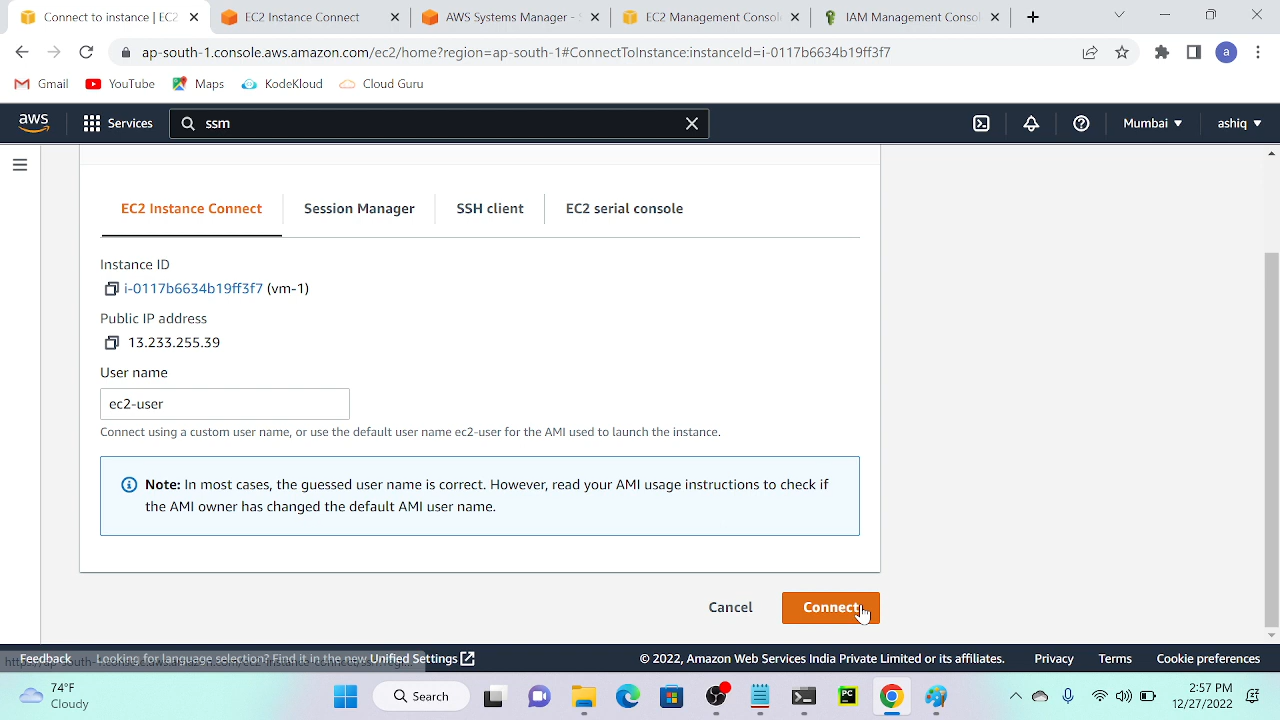 Connect to instance | EC2
EC2 Instance Connect
AWS Systems Manager -
EC2 Management Consol
IAM Management Consol
ap-south-1.console.aws.amazon.com/ec2/home?region=ap-south-1#ConnectToInstance:instanceId=i-0117b6634b19ff3f7
a
Gmail
YouTube
Maps
KodeKloud
Cloud Guru
aws
Services
ssm
Mumbai
ashiq
EC2 Instance Connect
Session Manager
SSH client
EC2 serial console
Instance ID
i-0117b6634b19ff3f7 (vm-1)
Public IP address
13.233.255.39
User name
ec2-user
Connect using a custom user name, or use the default user name ec2-user for the AMI used to launch the instance.
Note: In most cases, the guessed user name is correct. However, read your AMI usage instructions to check if
the AMI owner has changed the default AMI user name.
Cancel
Connect
Feedback
Looking for language selection? Find it in the new Unified Settings
© 2022, Amazon Web Services India Private Limited or its affiliates.
Privacy
Terms
Cookie preferences
74°F
Cloudy
Search
PC
2:57 PM
12/27/2022